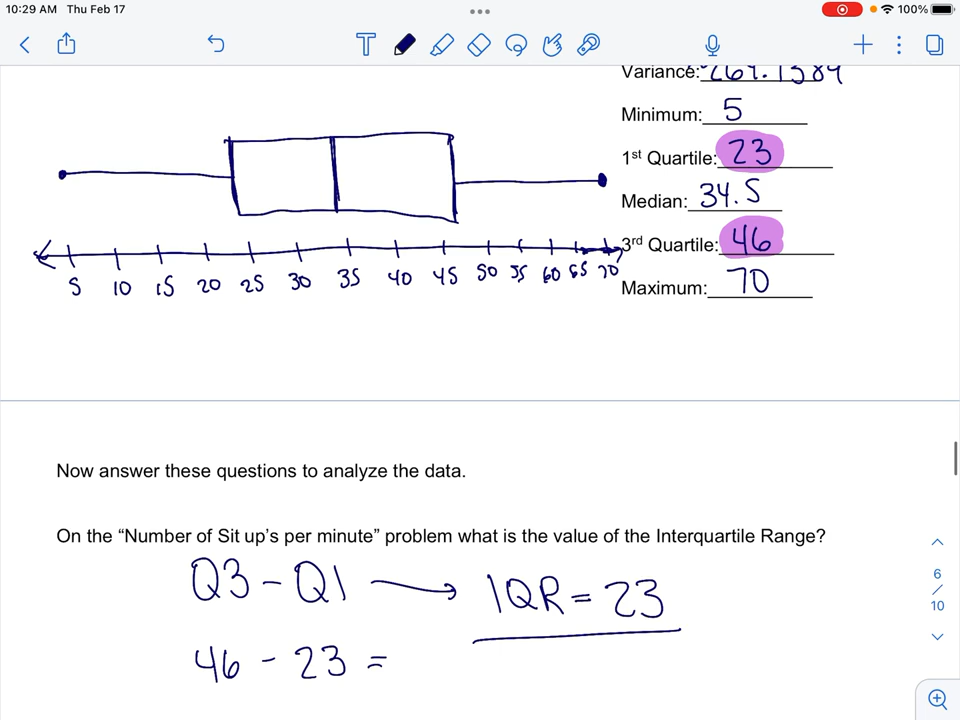 10:29 AM Thu Feb 17
100%
Variance: 264.1384
Minimum: 5
1st Quartile: 23
Median: 34.5
3rd Quartile: 46
Maximum: 70
5 10 15 20 25 30 35 40 45 50 55 60 65 70
Now answer these questions to analyze the data.
On the “Number of Sit up’s per minute” problem what is the value of the Interquartile Range?
Q3 - Q1 → IQR = 23
46 - 23 =
6
/
10